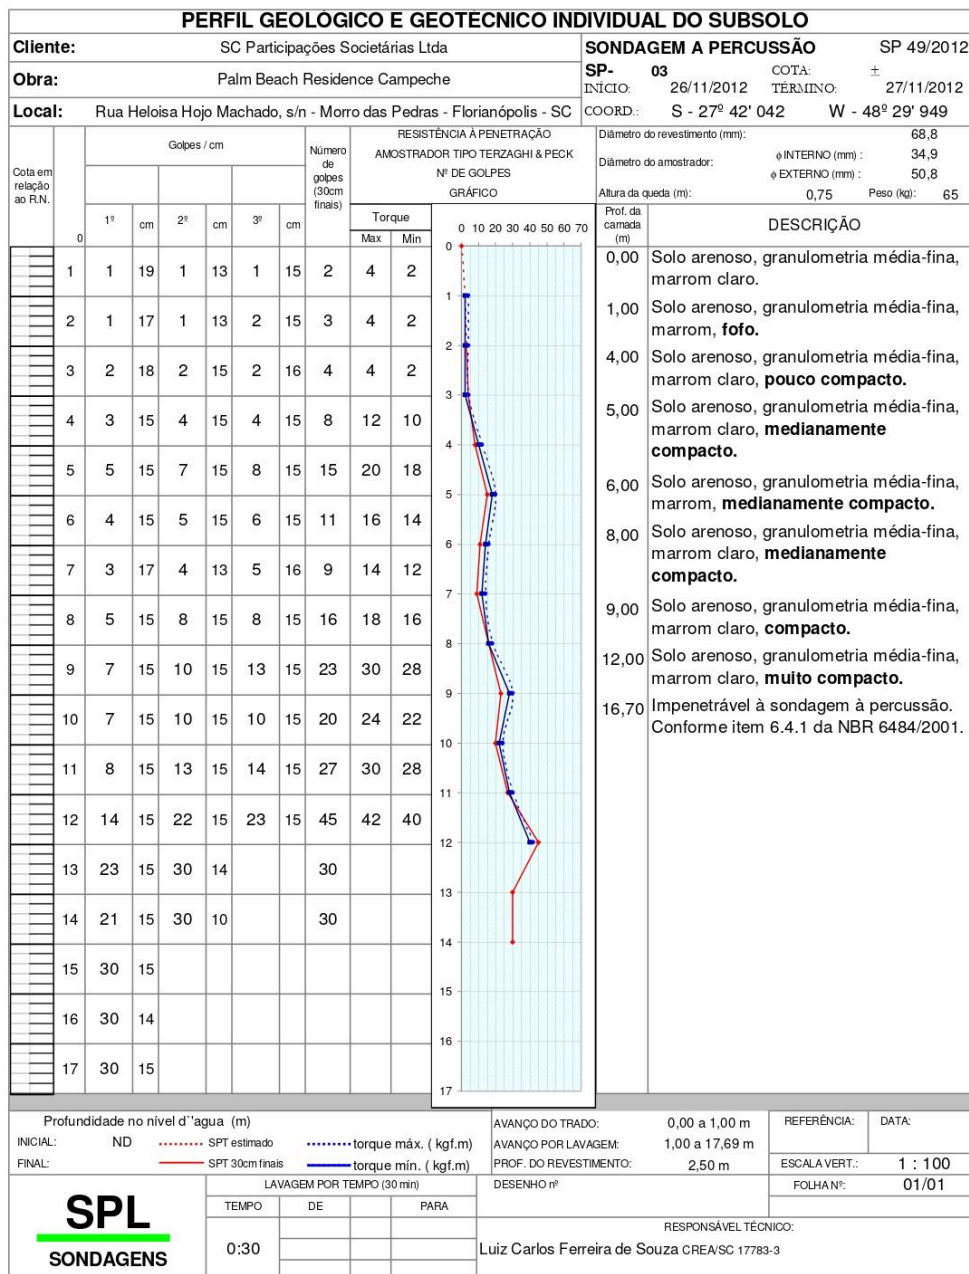 PERFIL GEOLÓGICO E GEOTÉCNICO INDIVIDUAL DO SUBSOLO
Cliente: SC Participações Societárias Ltda
SONDAGEM A PERCUSSÃO SP 49/2012
Obra: Palm Beach Residence Campeche
SP- 03 COTA: ±
INÍCIO: 26/11/2012 TÉRMINO: 27/11/2012
Local: Rua Heloisa Hojo Machado, s/n - Morro das Pedras - Florianópolis - SC
COORD.: S - 27º 42' 042 W - 48º 29' 949
Cota em relação ao R.N.
0
Golpes / cm
1º cm 2º cm 3º cm
Número de golpes (30cm finais)
RESISTÊNCIA À PENETRAÇÃO
AMOSTRADOR TIPO TERZAGHI & PECK
Nº DE GOLPES
GRÁFICO
Torque
Max Min
0 10 20 30 40 50 60 70
Diâmetro do revestimento (mm): 68,8
Diâmetro do amostrador:
φ INTERNO (mm) : 34,9
φ EXTERNO (mm) : 50,8
Altura da queda (m): 0,75 Peso (kg): 65
Prof. da camada (m)
DESCRIÇÃO
1 1 19 1 13 1 15 2 4 2
2 1 17 1 13 2 15 3 4 2
3 2 18 2 15 2 16 4 4 2
4 3 15 4 15 4 15 8 12 10
5 5 15 7 15 8 15 15 20 18
6 4 15 5 15 6 15 11 16 14
7 3 17 4 13 5 16 9 14 12
8 5 15 8 15 8 15 16 18 16
9 7 15 10 15 13 15 23 30 28
10 7 15 10 15 10 15 20 24 22
11 8 15 13 15 14 15 27 30 28
12 14 15 22 15 23 15 45 42 40
13 23 15 30 14 30
14 21 15 30 10 30
15 30 15
16 30 14
17 30 15
0
1
2
3
4
5
6
7
8
9
10
11
12
13
14
15
16
17
0,00 Solo arenoso, granulometria média-fina,
marrom claro.
1,00 Solo arenoso, granulometria média-fina,
marrom, fofo.
4,00 Solo arenoso, granulometria média-fina,
marrom claro, pouco compacto.
5,00 Solo arenoso, granulometria média-fina,
marrom claro, medianamente
compacto.
6,00 Solo arenoso, granulometria média-fina,
marrom, medianamente compacto.
8,00 Solo arenoso, granulometria média-fina,
marrom claro, medianamente
compacto.
9,00 Solo arenoso, granulometria média-fina,
marrom claro, compacto.
12,00 Solo arenoso, granulometria média-fina,
marrom claro, muito compacto.
16,70 Impenetrável à sondagem à percussão.
Conforme item 6.4.1 da NBR 6484/2001.
Profundidade no nível d´'agua (m)
INICIAL: ND
FINAL:
SPT estimado
torque máx. ( kgf.m)
SPT 30cm finais
torque mín. ( kgf.m)
AVANÇO DO TRADO: 0,00 a 1,00 m
AVANÇO POR LAVAGEM: 1,00 a 17,69 m
PROF. DO REVESTIMENTO: 2,50 m
REFERÊNCIA: DATA:
ESCALA VERT.: 1 : 100
FOLHA Nº: 01/01
SPL
SONDAGENS
LAVAGEM POR TEMPO (30 min)
TEMPO DE PARA
0:30
DESENHO nº
RESPONSÁVEL TÉCNICO:
Luiz Carlos Ferreira de Souza CREA/SC 17783-3